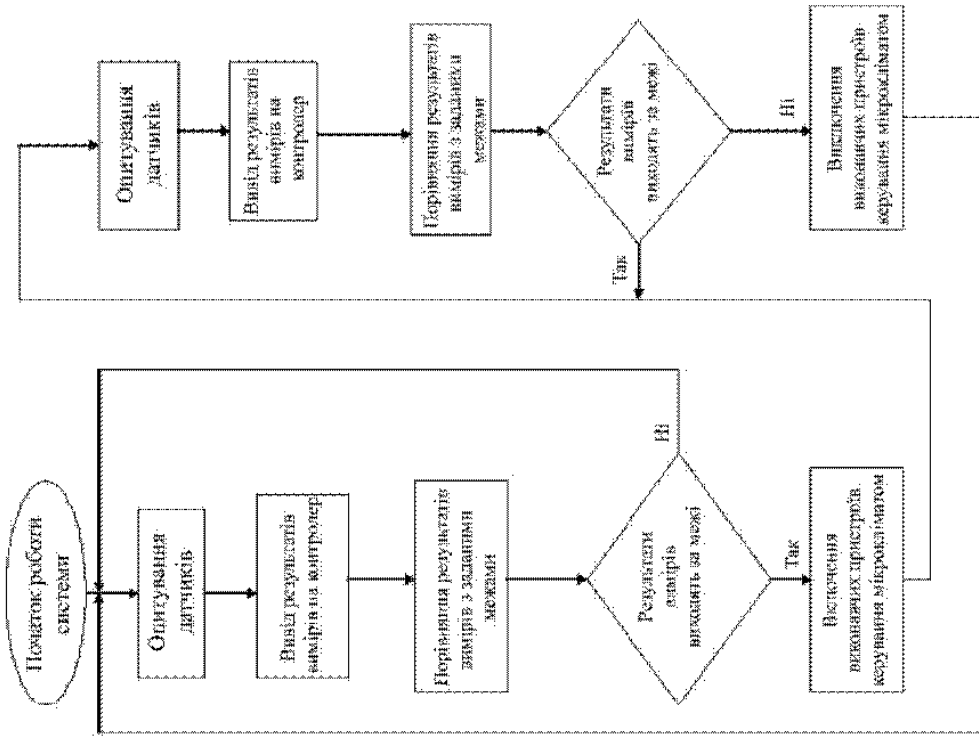 Початок роботи
системи
Опитування
датчиків
Вивід результатів
вимірів на контролер
Порівняння результатів
вимірів з заданими
межами
Результати
вимірів
виходять за межі
Ні
Так
Включення
виконавчих пристроїв
керування мікрокліматом
Опитування
датчиків
Вивід результатів
вимірів на
контролер
Порівняння результатів
вимірів з заданики
межами
Результати
вимірів
виходять за межі
Так
Ні
Виключення
виконавчих пристроїв
керування мікрокліматом